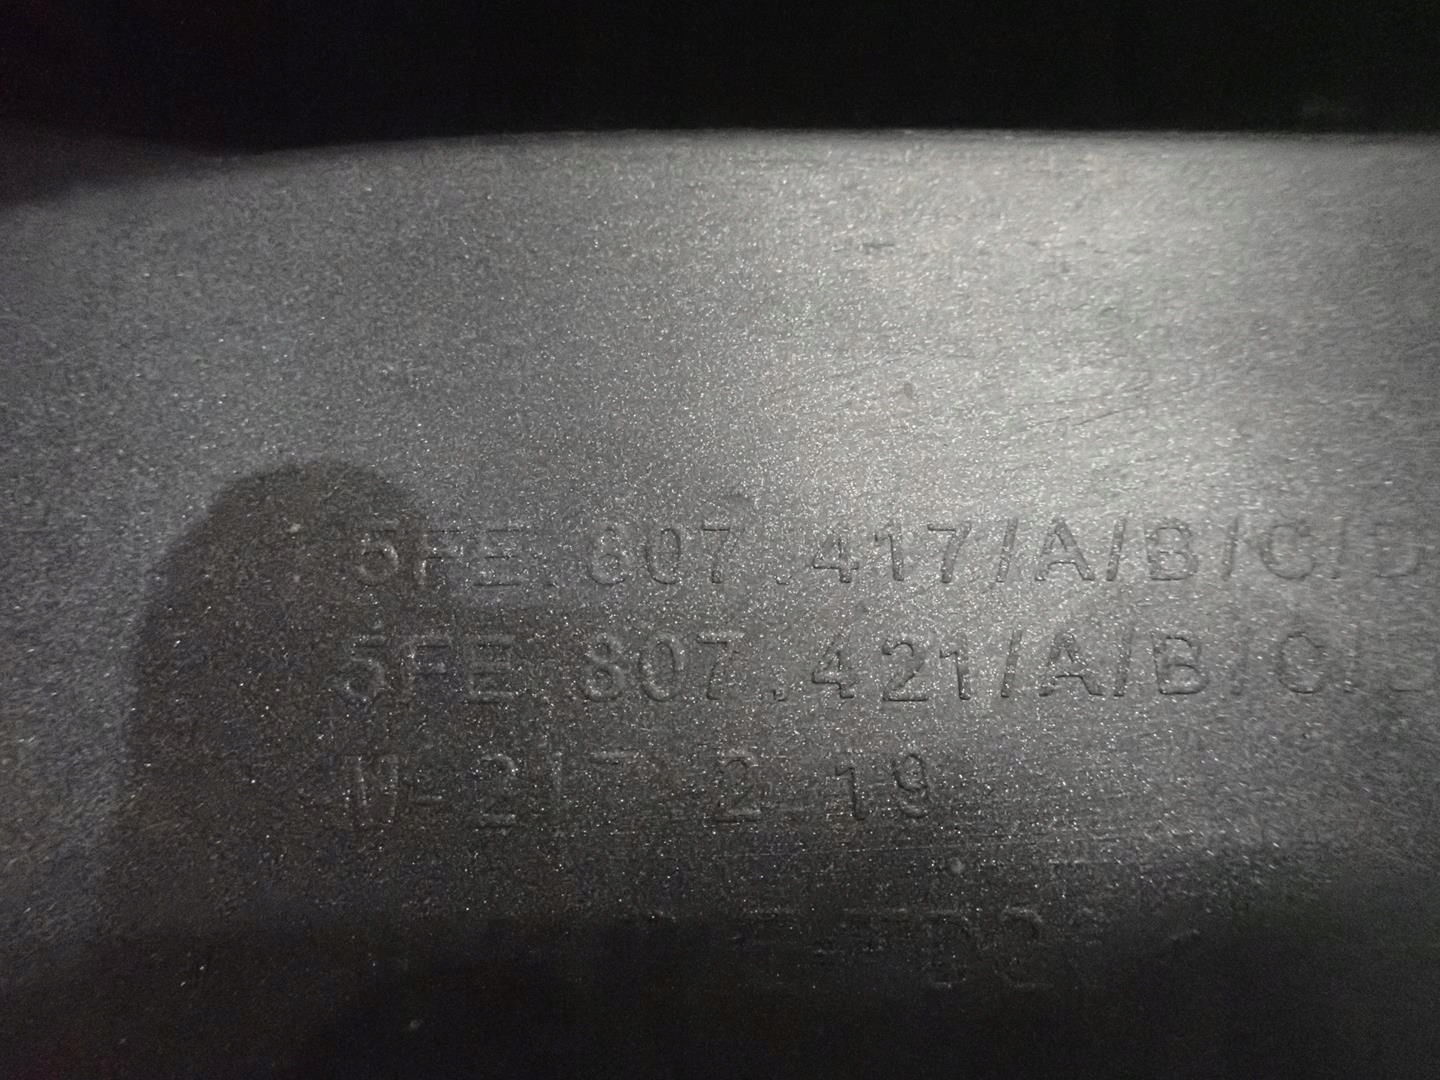 5FE.807.417/A/B/C/D
5FE.807.421/A/B/C/D
W-217 2 19